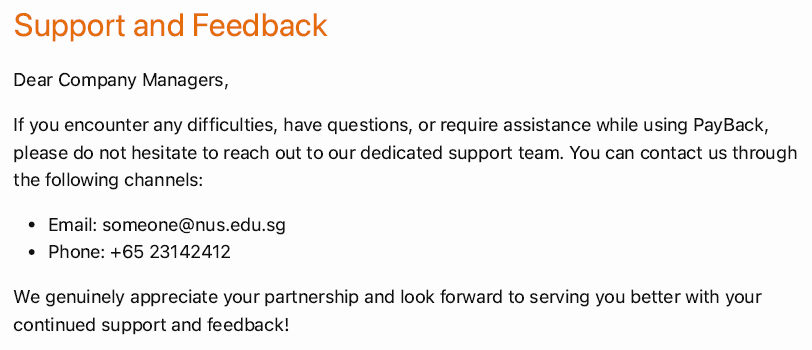 Support and Feedback
Dear Company Managers,
If you encounter any difficulties, have questions, or require assistance while using PayBack,
please do not hesitate to reach out to our dedicated support team. You can contact us through
the following channels:
• Email: someone@nus.edu.sg
• Phone: +65 23142412
We genuinely appreciate your partnership and look forward to serving you better with your
continued support and feedback!